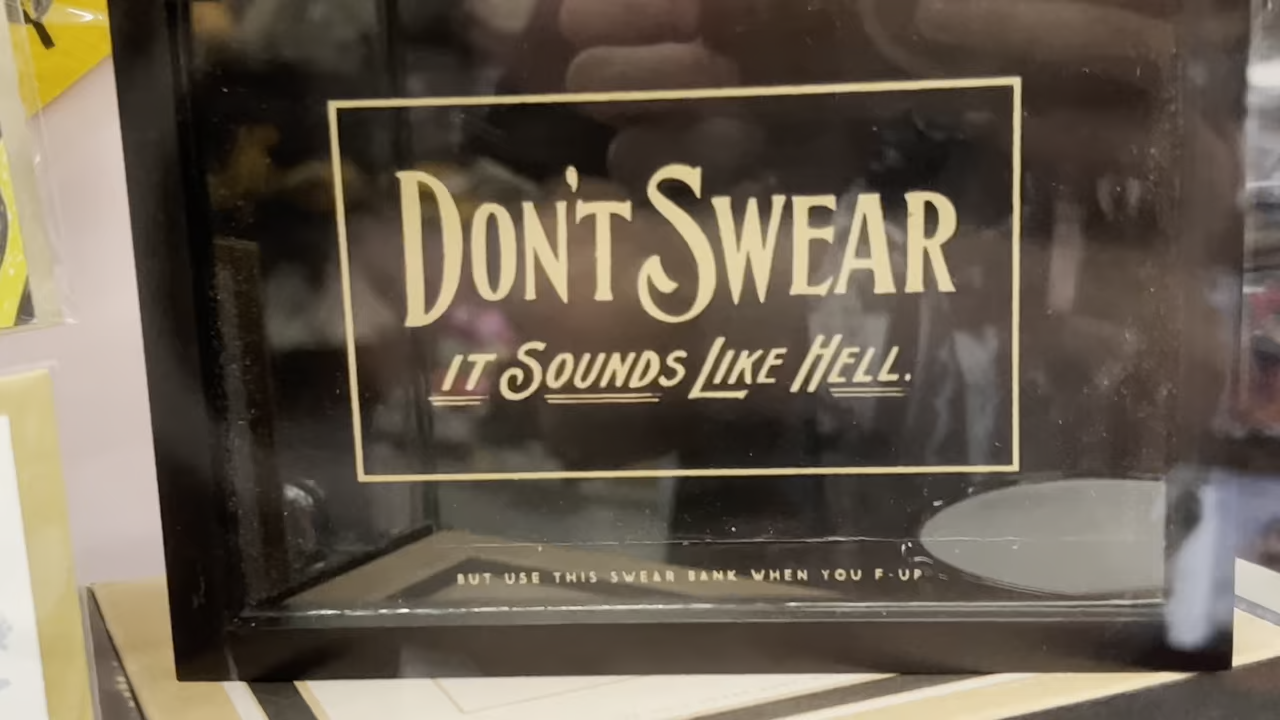 DON'T SWEAR
IT SOUNDS LIKE HELL.
BUT USE THIS SWEAR BANK WHEN YOU F-UP